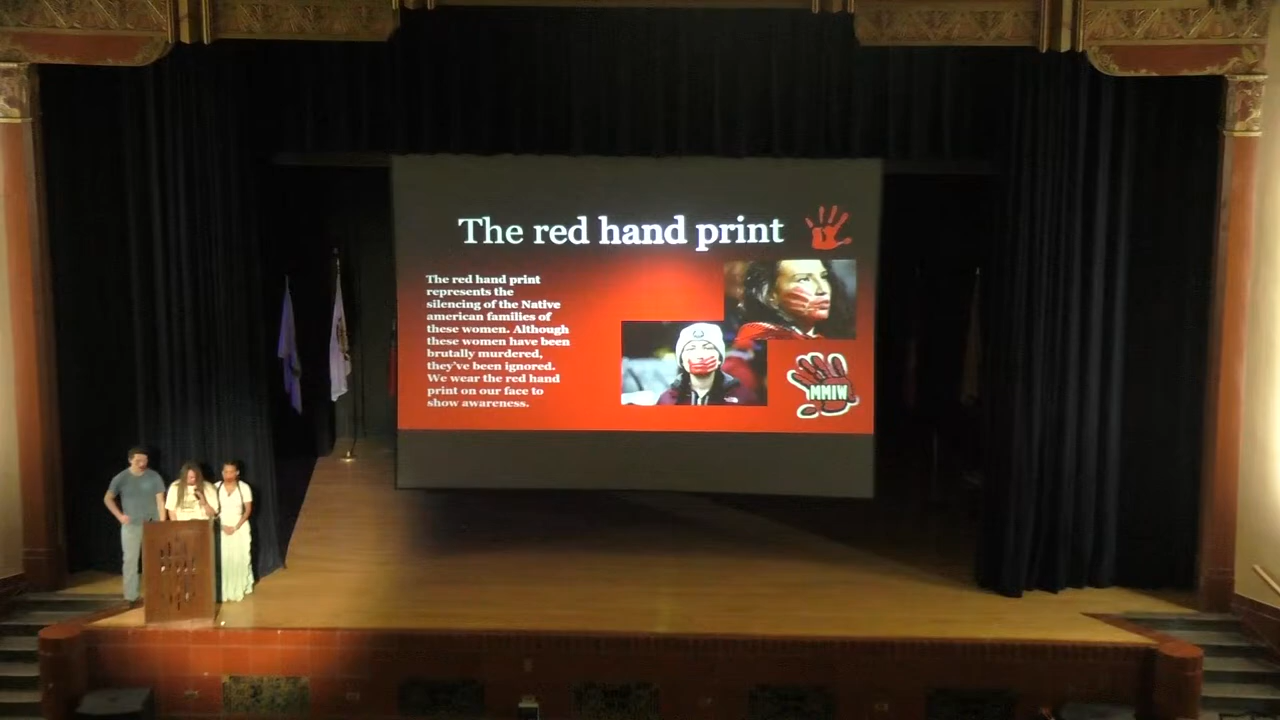 The red hand print
The red hand print
represents the
silencing of the Native
american families of
these women. Although
these women have been
brutally murdered,
they've been ignored.
We wear the red hand
print on our face to
show awareness.
MMIW